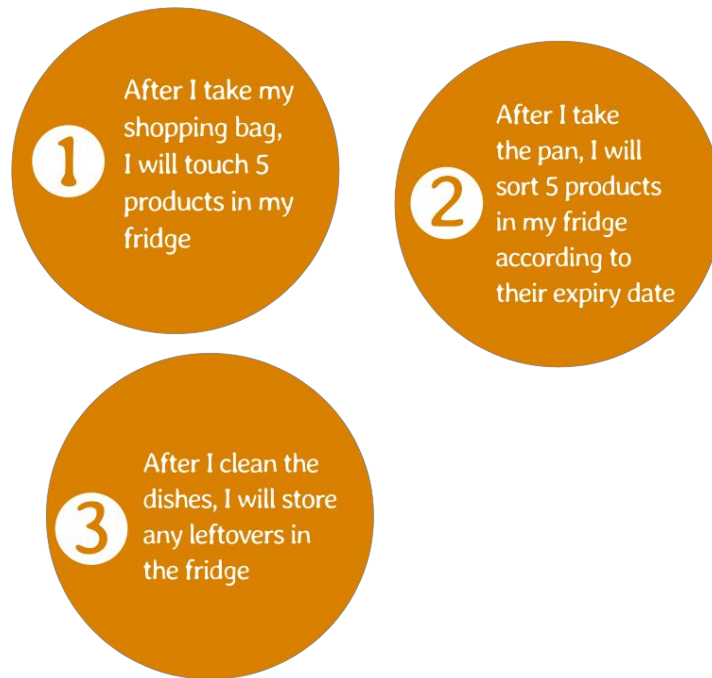 1
After I take my
shopping bag,
I will touch 5
products in my
fridge
2
After I take
the pan, I will
sort 5 products
in my fridge
according to
their expiry date
3
After I clean the
dishes, I will store
any leftovers in
the fridge